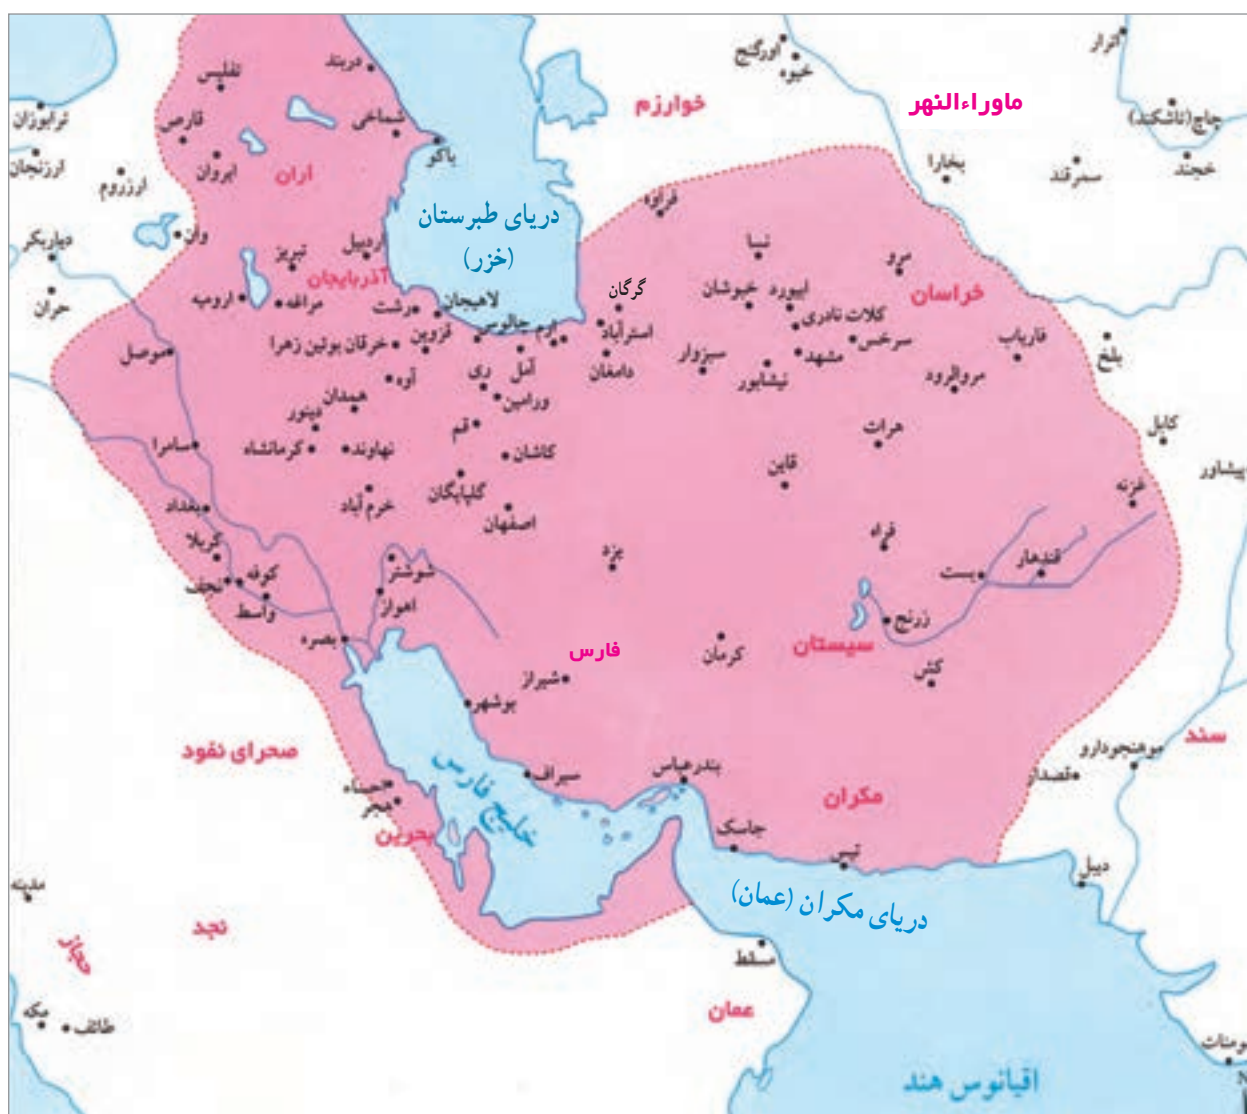 اترار
اورگنج
خیوه
دربند
تفلیس
ماوراءالنهر
خوارزم
ترابوزان
قارص
شماخی
چاچ(تاشکند)
باکو
ارزنجان
ایروان
اران
ارزروم
بخارا
سمرقند
خجند
فراوه
دریای طبرستان
(خزر)
وان
دیاربکر
تبریز
اردبیل
نسا
مرو
آذربایجان
حران
ارومیه
مراغه
رشت
لاهیجان
گرگان
خبوشان
ابیورد
خراسان
کلات نادری
استرآباد
چالوس
قزوین
خرقان بوئین زهرا
موصل
سرخس
فاریاب
بلخ
سبزوار
مشهد
نیشابور
دامغان
آمل
ری
آوه
مروالرود
ورامین
همدان
دینور
قم
کابل
هرات
سامرا
کرمانشاه
نهاوند
کاشان
قاین
پیشاور
گلپایگان
غزنه
خرم آباد
بغداد
اصفهان
کربلا
یزد
فراه
قندهار
بست
شوشتر
کوفه
نجف
واسط
اهواز
زرنج
بصره
فارس
کرمان
سیستان
کش
شیراز
بوشهر
صحرای نفود
سند
موهنجودارو
قصدار
بندرعباس
سیراف
خلیج فارس
مکران
هجر
بحرین
جاسک
تیس
دیبل
مدینه
دریای مکران (عمان)
نجد
حجاز
مسقط
عمان
مکه
طائف
ومنات
اقیانوس هند
N